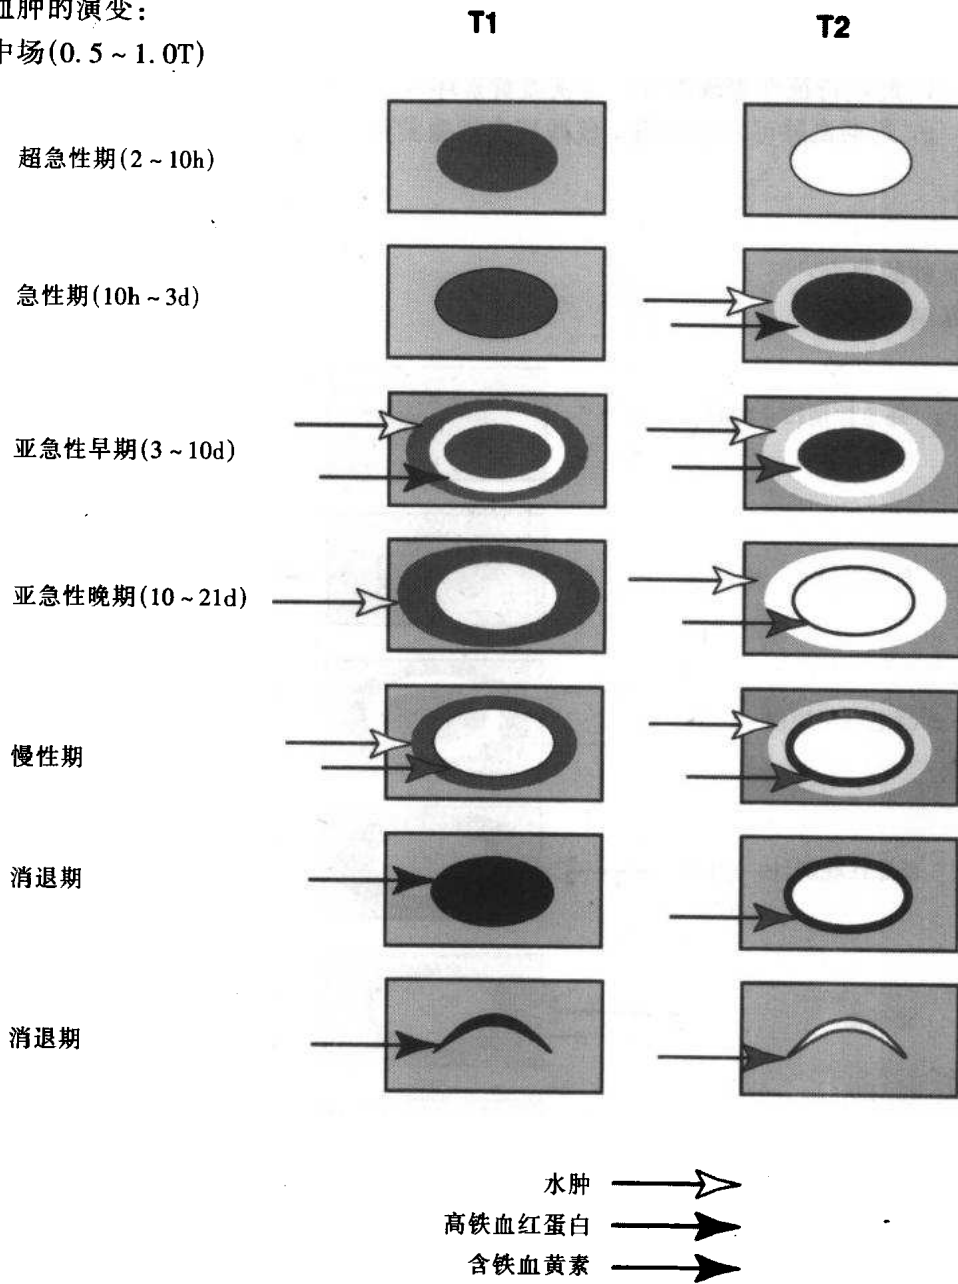 血肿的演变:
中场(0.5~1.0T)
T1 T2
超急性期(2~10h)
急性期(10h~3d)
亚急性早期(3~10d)
亚急性晚期(10~21d)
慢性期
消退期
消退期
水肿
高铁血红蛋白
含铁血黄素